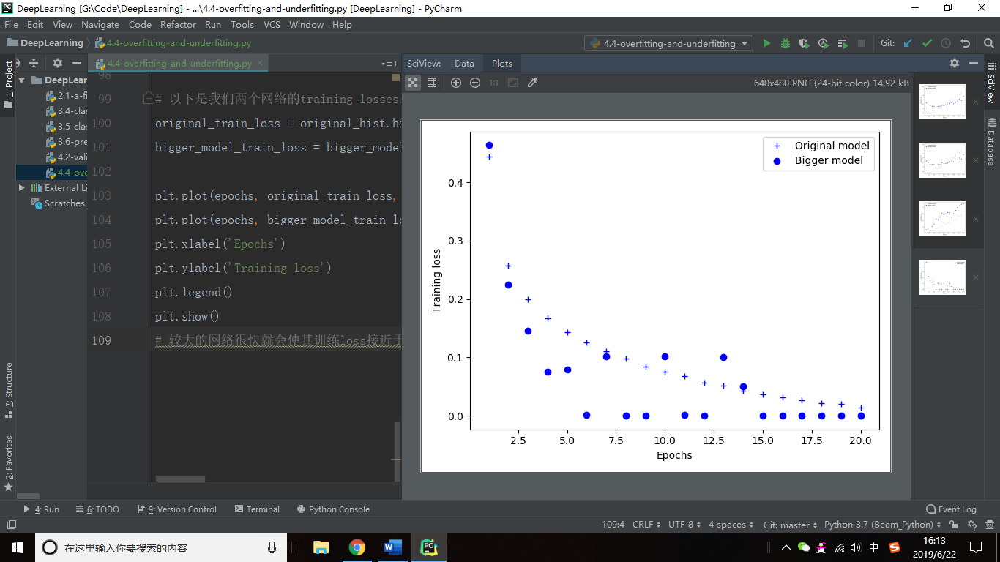 DeepLearning [G:\Code\DeepLearning] - ...\4.4-overfitting-and-underfitting.py [DeepLearning] - PyCharm
File Edit View Navigate Code Refactor Run Tools VCS Window Help
DeepLearning 4.4-overfitting-and-underfitting.py
4.4-overfitting-and-underfitting
Git:
1: Project
7: Structure
2: Favorites
DeepLear
2.1-a-fi
3.4-clas
3.5-clas
3.6-pre
4.2-vali
4.4-ove
External Li
Scratches
4.4-overfitting-and-underfitting.py
98
99 # 以下是我们两个网络的training losses
100 original_train_loss = original_hist.hi
101 bigger_model_train_loss = bigger_model
102
103 plt.plot(epochs, original_train_loss,
104 plt.plot(epochs, bigger_model_train_lo
105 plt.xlabel('Epochs')
106 plt.ylabel('Training loss')
107 plt.legend()
108 plt.show()
109 # 较大的网络很快就会使其训练loss接近于
SciView: Data Plots
1:1
640x480 PNG (24-bit color) 14.92 kB
Original model
Bigger model
0.4
0.3
0.2
0.1
0.0
Training loss
2.5 5.0 7.5 10.0 12.5 15.0 17.5 20.0
Epochs
SciView
Database
4: Run 6: TODO 9: Version Control Terminal Python Console Event Log
109:4 CRLF UTF-8 4 spaces Git: master Python 3.7 (Beam_Python)
在这里输入你要搜索的内容
中
16:13
2019/6/22